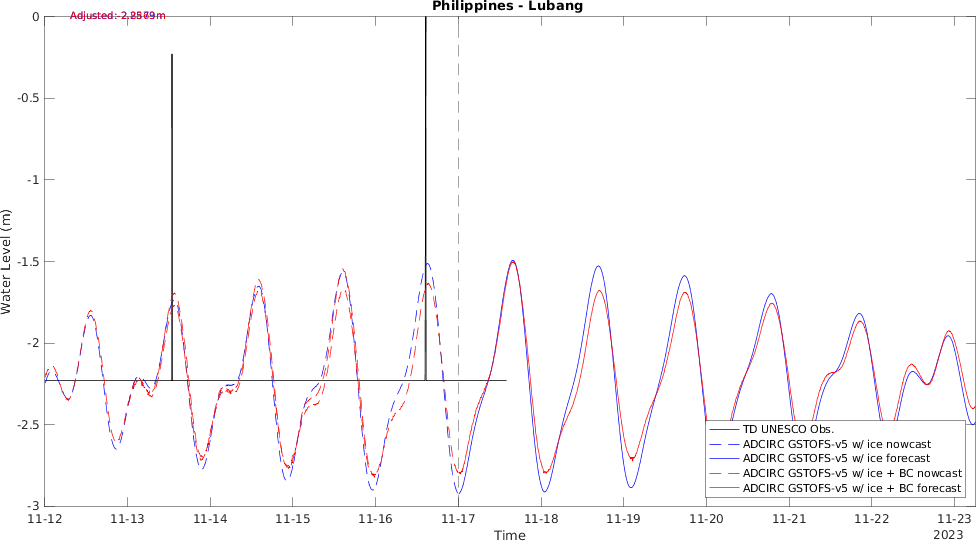 Philippines - Lubang
Adjusted:
0
-0.5
-1
-1.5
-2
-2.5
-3
Water Level (m)
11-12 11-13 11-14 11-15 11-16 11-17 11-18 11-19 11-20 11-21 11-22 11-23
2023
Time
TD UNESCO Obs.
ADCIRC GSTOFS-v5 w/ ice nowcast
ADCIRC GSTOFS-v5 w/ ice forecast
ADCIRC GSTOFS-v5 w/ ice + BC nowcast
ADCIRC GSTOFS-v5 w/ ice + BC forecast